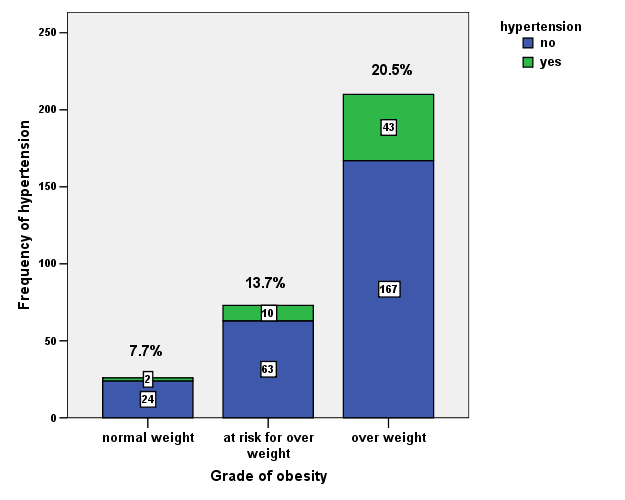 hypertension
no
yes
Frequency of hypertension
250
200
150
100
50
0
7.7%
2
24
13.7%
10
63
20.5%
43
167
normal weight
at risk for over
weight
over weight
Grade of obesity